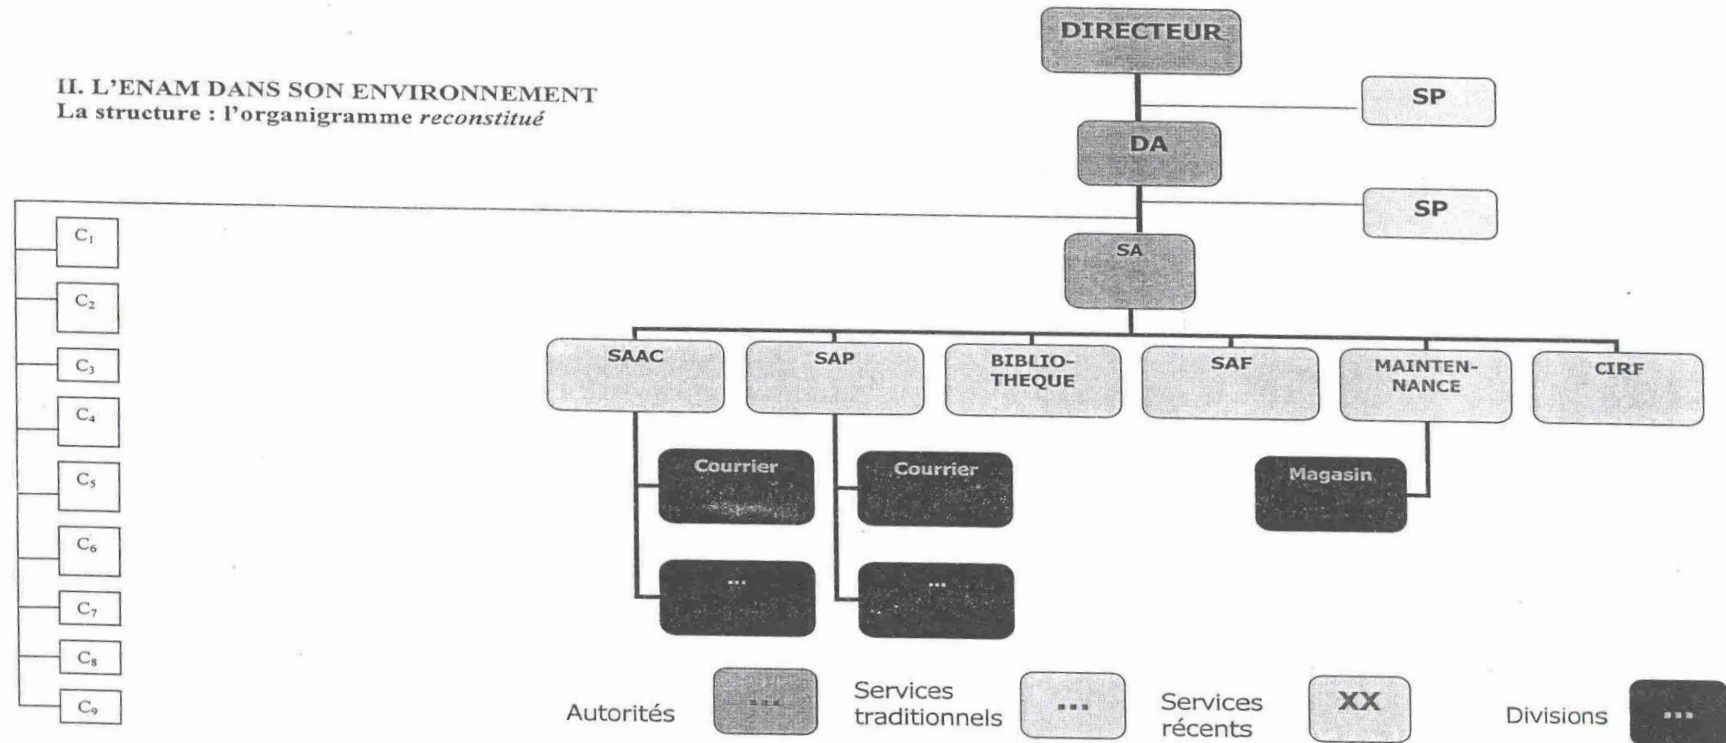 II. L'ENAM DANS SON ENVIRONNEMENT
La structure : l'organigramme reconstitué
DIRECTEUR
SP
DA
SP
SA
C₁
C₂
C₃
C₄
C₅
C₆
C₇
C₈
C₉
SAAC
SAP
BIBLIO-
THEQUE
SAF
MAINTEN-
NANCE
CIRF
Courrier
Courrier
Magasin
...
...
Autorités
...
Services
traditionnels
...
Services
récents
XX
Divisions
...